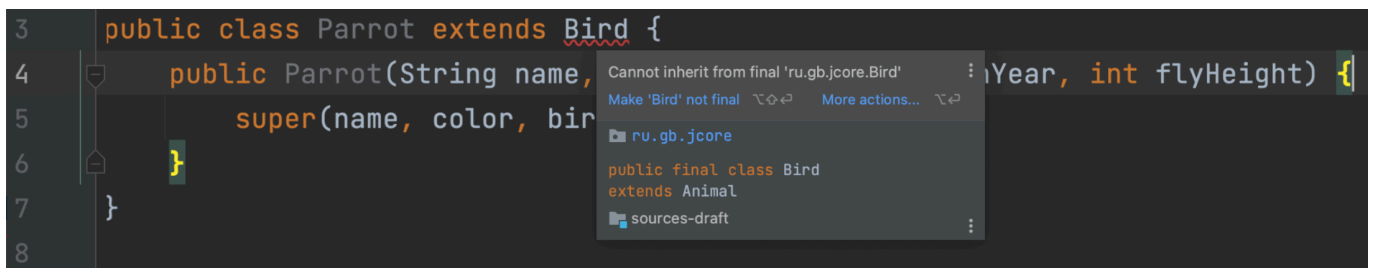 3 public class Parrot extends Bird {
4 public Parrot(String name, Year, int flyHeight) {
Cannot inherit from final 'ru.gb.jcore.Bird'
Make 'Bird' not final ⌥⇧⏎ More actions... ⌥⏎
5 super(name, color, bir
ru.gb.jcore
6 }
public final class Bird
extends Animal
7 }
sources-draft
8